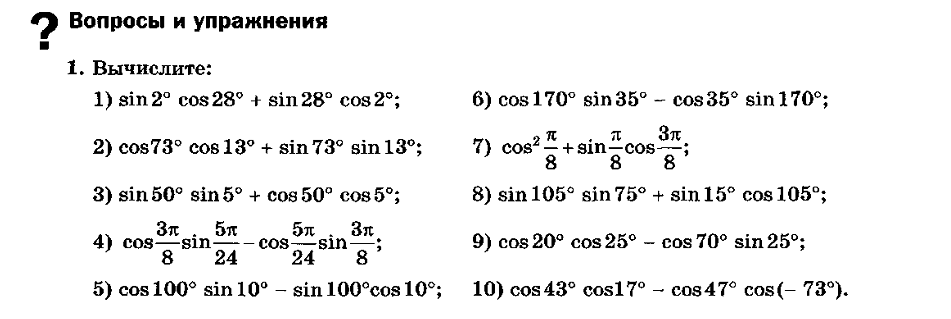 ? Вопросы и упражнения
1. Вычислите:
1) sin 2° cos 28° + sin 28° cos 2°;
2) cos 73° cos 13° + sin 73° sin 13°;
3) sin 50° sin 5° + cos 50° cos 5°;
4) cos 3π/8 sin 5π/24 − cos 5π/24 sin 3π/8;
5) cos 100° sin 10° − sin 100° cos 10°;
6) cos 170° sin 35° − cos 35° sin 170°;
7) cos² π/8 + sin π/8 cos 3π/8;
8) sin 105° sin 75° + sin 15° cos 105°;
9) cos 20° cos 25° − cos 70° sin 25°;
10) cos 43° cos 17° − cos 47° cos (− 73°).